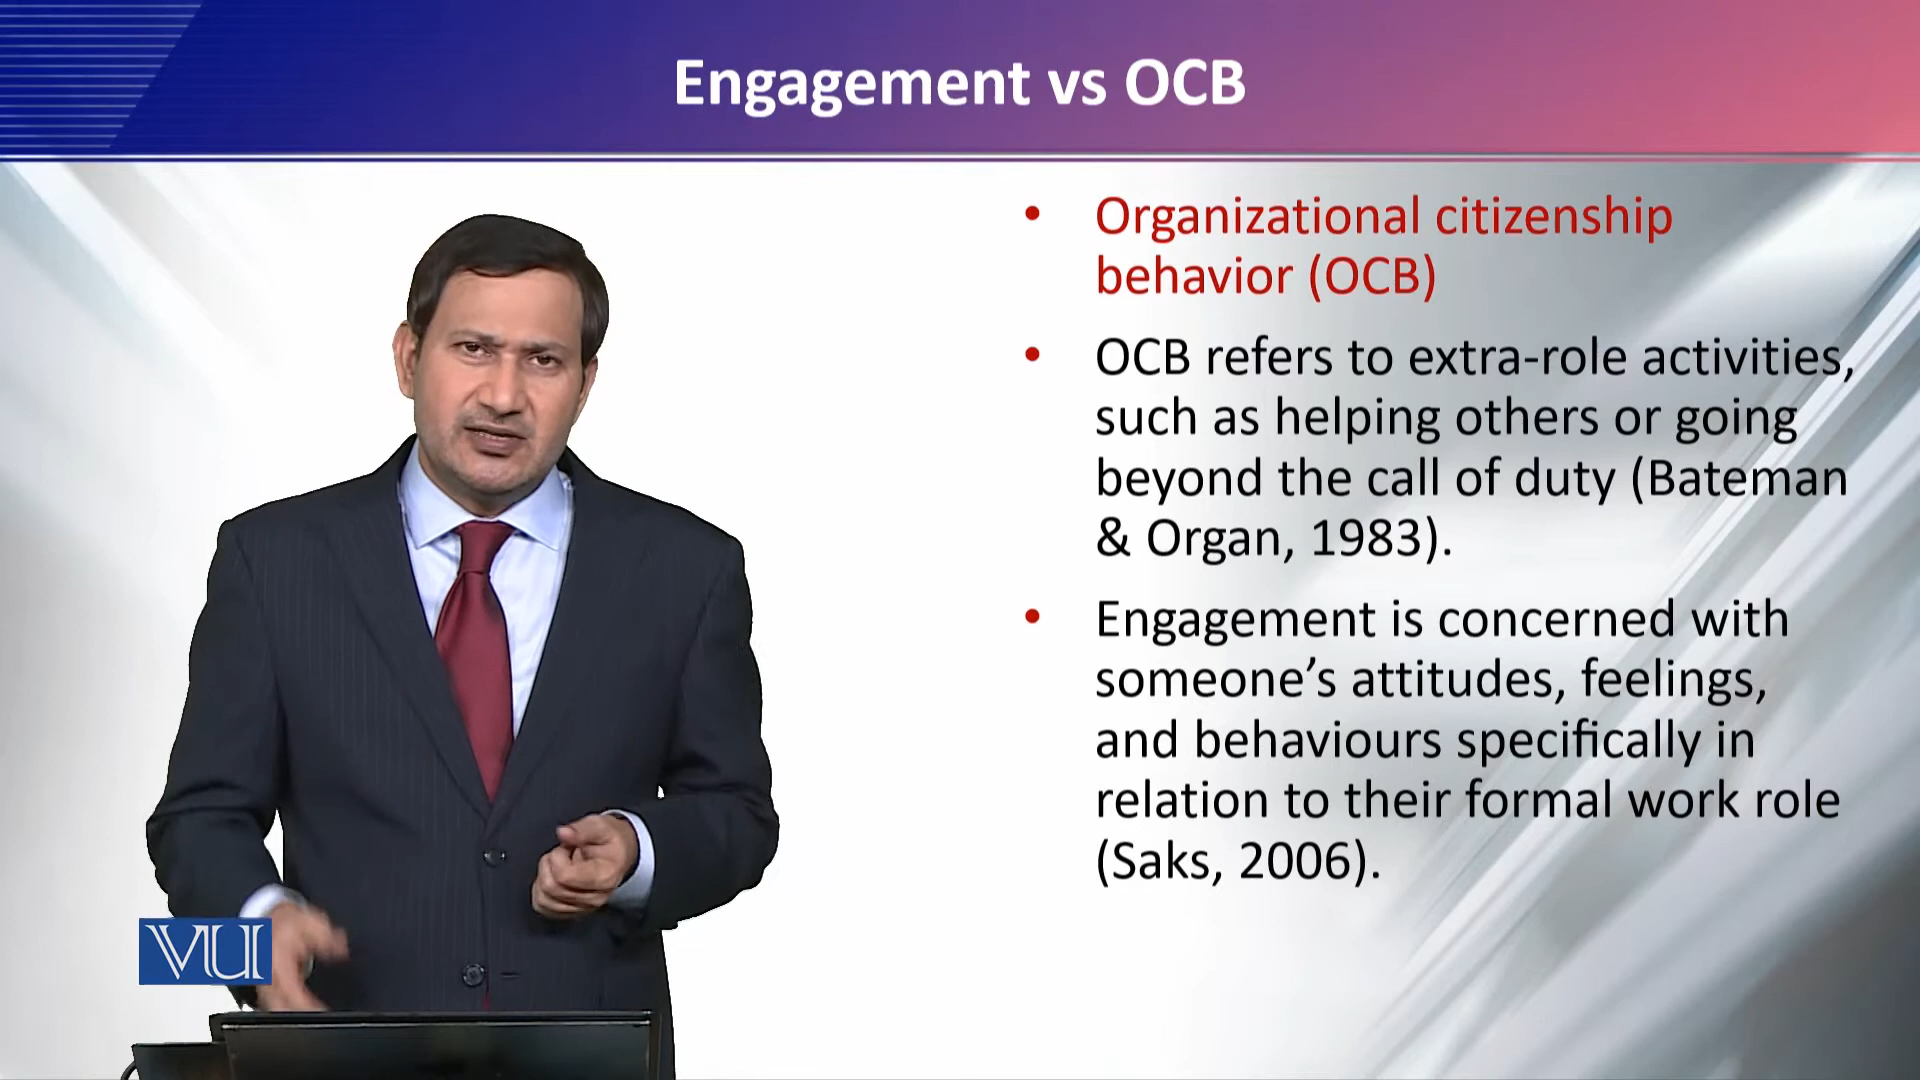 Engagement vs OCB
• Organizational citizenship
behavior (OCB)
• OCB refers to extra-role activities,
such as helping others or going
beyond the call of duty (Bateman
& Organ, 1983).
• Engagement is concerned with
someone’s attitudes, feelings,
and behaviours specifically in
relation to their formal work role
(Saks, 2006).
VU